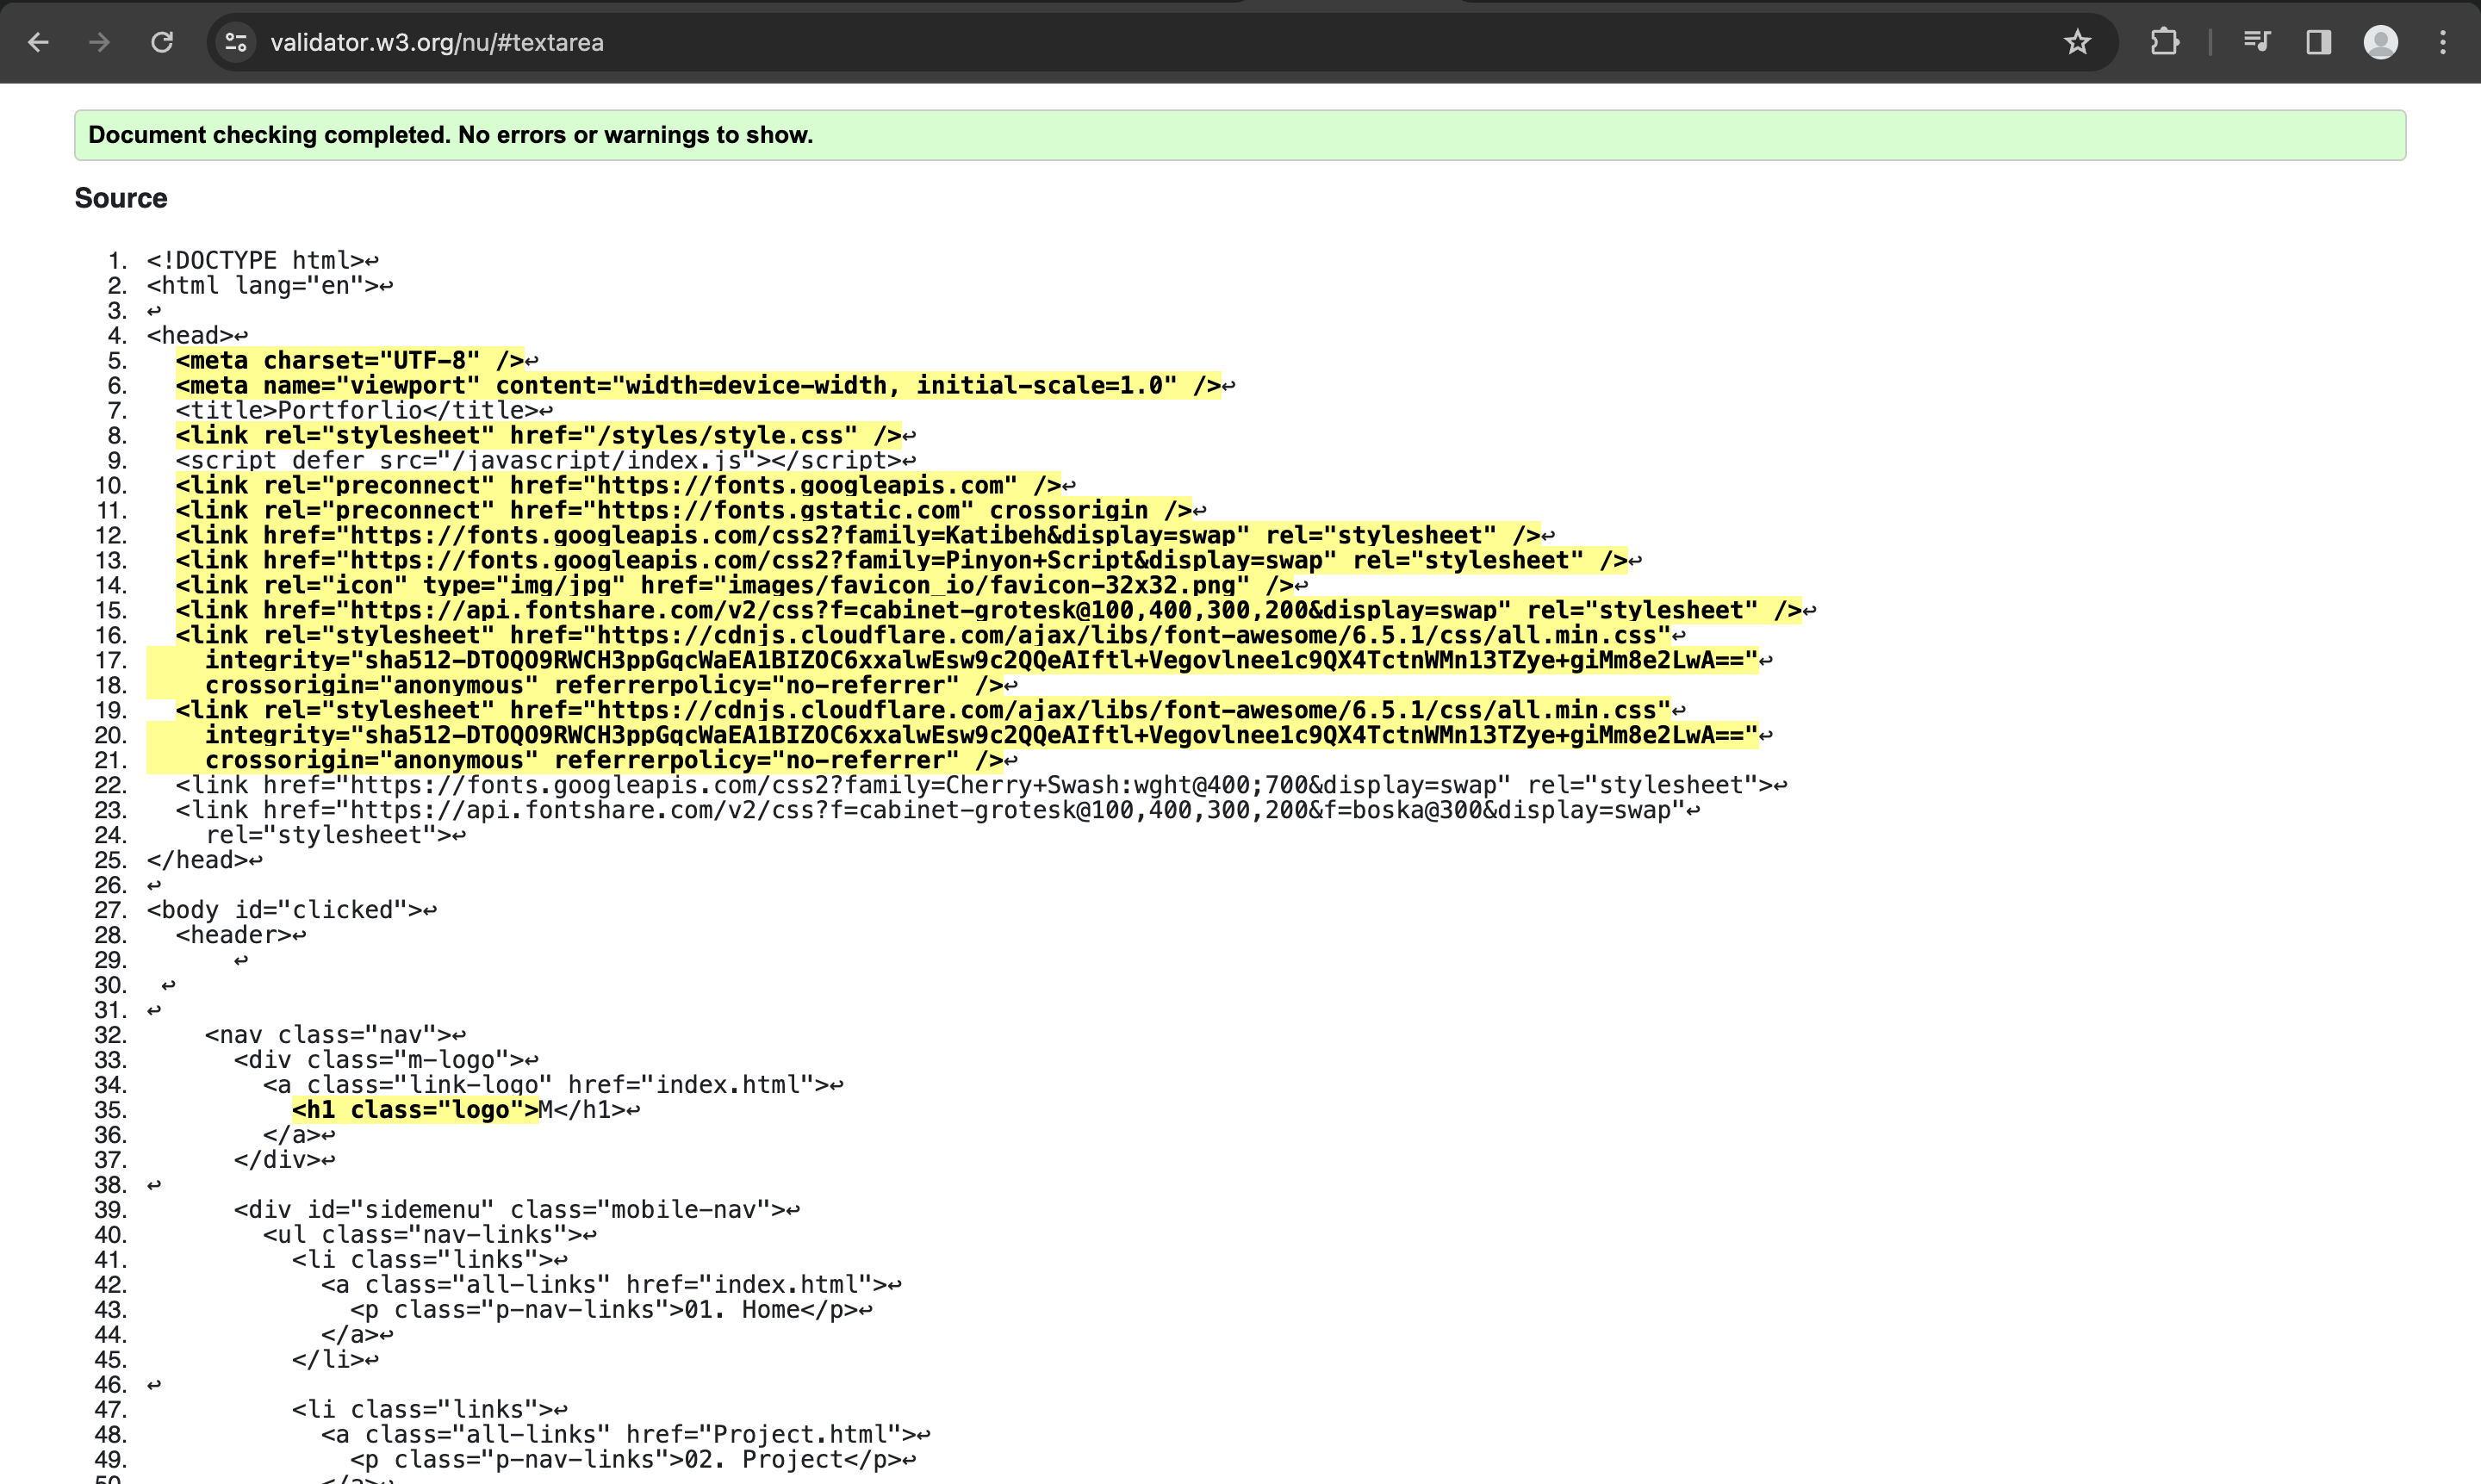 validator.w3.org/nu/#textarea
Document checking completed. No errors or warnings to show.
Source
1. <!DOCTYPE html>↩
2. <html lang="en">↩
3. ↩
4. <head>↩
5.   <meta charset="UTF-8" />↩
6.   <meta name="viewport" content="width=device-width, initial-scale=1.0" />↩
7.   <title>Portforlio</title>↩
8.   <link rel="stylesheet" href="/styles/style.css" />↩
9.   <script defer src="/javascript/index.js"></script>↩
10.   <link rel="preconnect" href="https://fonts.googleapis.com" />↩
11.   <link rel="preconnect" href="https://fonts.gstatic.com" crossorigin />↩
12.   <link href="https://fonts.googleapis.com/css2?family=Katibeh&display=swap" rel="stylesheet" />↩
13.   <link href="https://fonts.googleapis.com/css2?family=Pinyon+Script&display=swap" rel="stylesheet" />↩
14.   <link rel="icon" type="img/jpg" href="images/favicon_io/favicon-32x32.png" />↩
15.   <link href="https://api.fontshare.com/v2/css?f=cabinet-grotesk@100,400,300,200&display=swap" rel="stylesheet" />↩
16.   <link rel="stylesheet" href="https://cdnjs.cloudflare.com/ajax/libs/font-awesome/6.5.1/css/all.min.css"↩
17.     integrity="sha512-DTOQO9RWCH3ppGqcWaEA1BIZOC6xxalwEsw9c2QQeAIftl+Vegovlnee1c9QX4TctnWMn13TZye+giMm8e2LwA=="↩
18.     crossorigin="anonymous" referrerpolicy="no-referrer" />↩
19.   <link rel="stylesheet" href="https://cdnjs.cloudflare.com/ajax/libs/font-awesome/6.5.1/css/all.min.css"↩
20.     integrity="sha512-DTOQO9RWCH3ppGqcWaEA1BIZOC6xxalwEsw9c2QQeAIftl+Vegovlnee1c9QX4TctnWMn13TZye+giMm8e2LwA=="↩
21.     crossorigin="anonymous" referrerpolicy="no-referrer" />↩
22.   <link href="https://fonts.googleapis.com/css2?family=Cherry+Swash:wght@400;700&display=swap" rel="stylesheet">↩
23.   <link href="https://api.fontshare.com/v2/css?f=cabinet-grotesk@100,400,300,200&f=boska@300&display=swap"↩
24.     rel="stylesheet">↩
25. </head>↩
26. ↩
27. <body id="clicked">↩
28.   <header>↩
29.       ↩
30.  ↩
31. ↩
32.     <nav class="nav">↩
33.       <div class="m-logo">↩
34.         <a class="link-logo" href="index.html">↩
35.           <h1 class="logo">M</h1>↩
36.         </a>↩
37.       </div>↩
38. ↩
39.       <div id="sidemenu" class="mobile-nav">↩
40.         <ul class="nav-links">↩
41.           <li class="links">↩
42.             <a class="all-links" href="index.html">↩
43.               <p class="p-nav-links">01. Home</p>↩
44.             </a>↩
45.           </li>↩
46. ↩
47.           <li class="links">↩
48.             <a class="all-links" href="Project.html">↩
49.               <p class="p-nav-links">02. Project</p>↩
50.             </a>↩